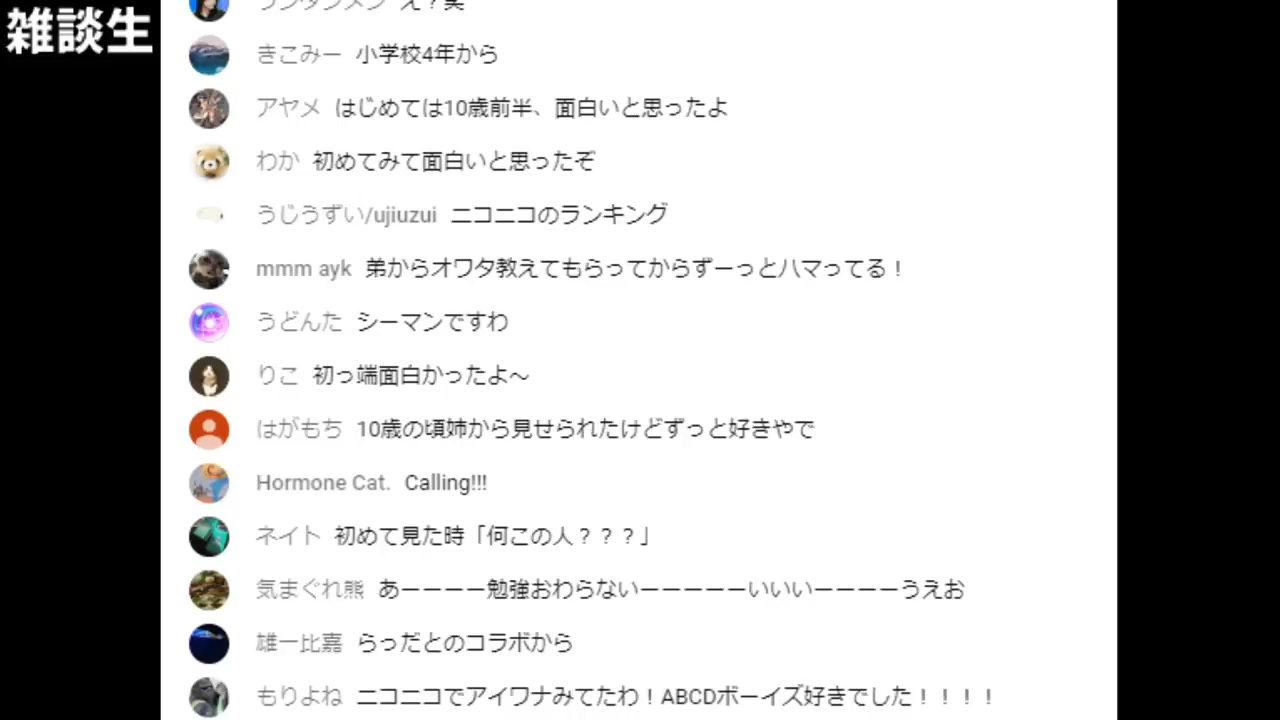 雑談生
え？笑
きこみー 小学校4年から
アヤメ はじめては10歳前半、面白いと思ったよ
わか 初めてみて面白いと思ったぞ
うじうずい/ujiuzui ニコニコのランキング
mmm ayk 弟からオワタ教えてもらってからずーっとハマってる！
うどんた シーマンですわ
りこ 初っ端面白かったよ～
はがもち 10歳の頃姉から見せられたけどずっと好きやで
Hormone Cat. Calling!!!
ネイト 初めて見た時「何この人？？？」
気まぐれ熊 あーーーー勉強おわらないーーーーーいいいーーーーうえお
雄一比嘉 らっだとのコラボから
もりよね ニコニコでアイワナみてたわ！ABCDボーイズ好きでした！！！！